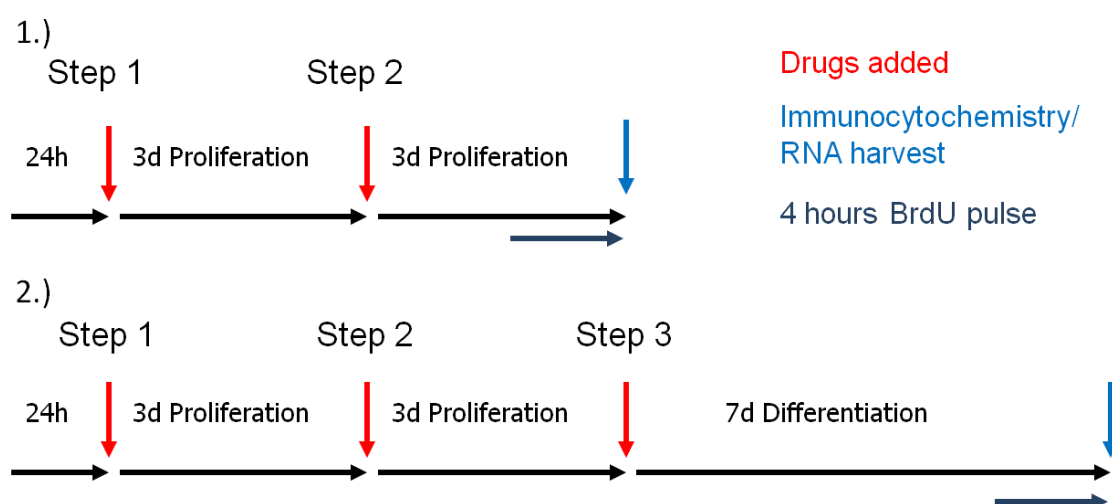 1.)
Step 1
Step 2
Drugs added
Immunocytochemistry/
RNA harvest
24h
3d Proliferation
3d Proliferation
4 hours BrdU pulse
2.)
Step 1
Step 2
Step 3
24h
3d Proliferation
3d Proliferation
7d Differentiation